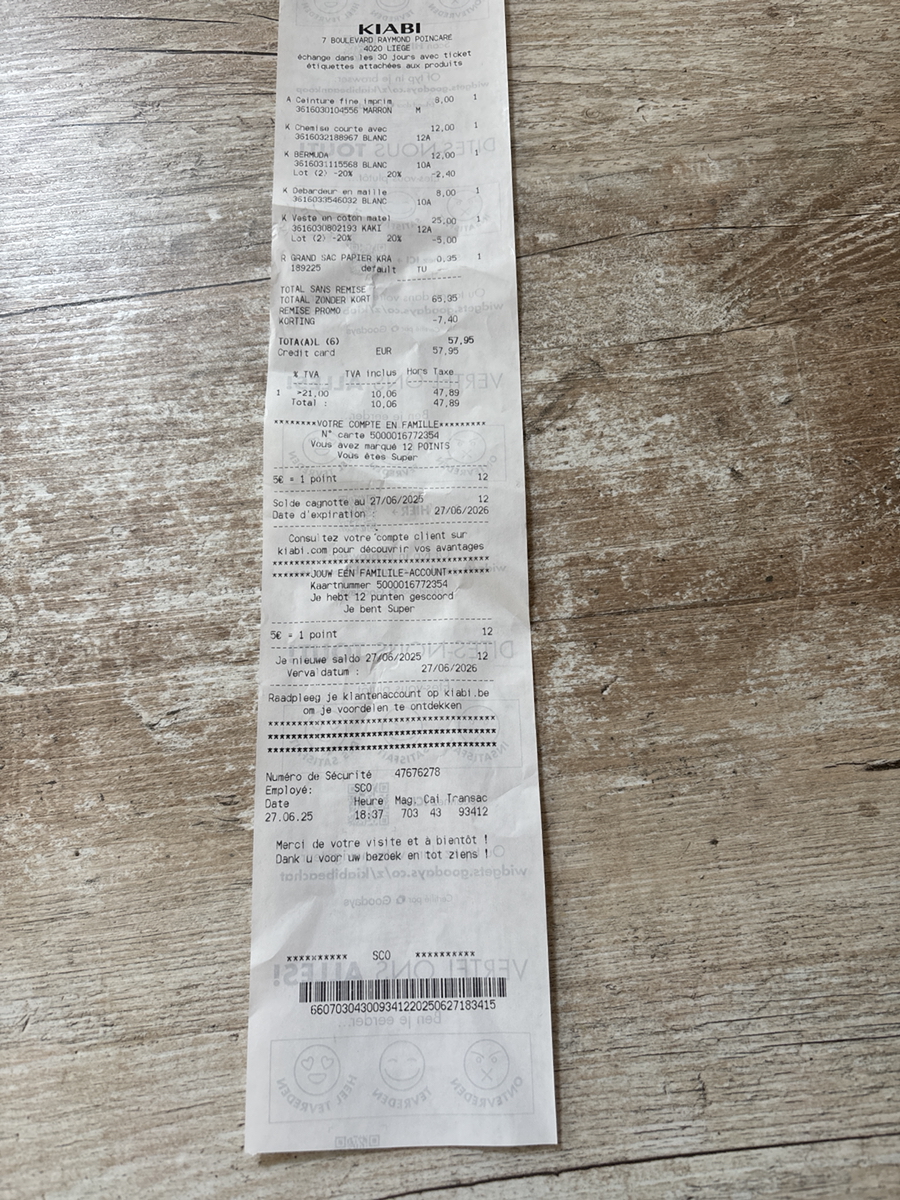 KIABI
7 BOULEVARD RAYMOND POINCARE
4020 LIEGE
échange dans les 30 jours avec ticket
étiquettes attachées aux produits
A Ceinture fine imprim 8,00 1
3616030104556 MARRON M
K Chemise courte avec 12,00 1
3616032188967 BLANC 12A
K BERMUDA 12,00 1
3616031115568 BLANC 10A
Lot (2) -20% 20% -2,40
K Debardeur en maille 8,00 1
3616033546032 BLANC 10A
K Veste en coton matel 25,00 1
3616030802193 KAKI 12A
Lot (2) -20% 20% -5,00
R GRAND SAC PAPIER KRA 0,35 1
189225 default TU
TOTAL SANS REMISE
TOTAAL ZONDER KORT 65,35
REMISE PROMO
KORTING -7,40
TOTA(A)L (6) 57,95
Credit card EUR 57,95
% TVA TVA inclus Hors Taxe
1 >21,00 10,06 47,89
Total : 10,06 47,89
********VOTRE COMPTE EN FAMILLE*********
N° carte 5000016772354
Vous avez marqué 12 POINTS
Vous êtes Super
5€ = 1 point 12
Solde cagnotte au 27/06/2025 12
Date d'expiration : 27/06/2026
Consultez votre compte client sur
kiabi.com pour découvrir vos avantages
****************************************
*******JOUW EEN FAMILILE-ACCOUNT********
Kaartnummer 5000016772354
Je hebt 12 punten gescoord
Je bent Super
5€ = 1 point 12
Je nieuwe saldo 27/06/2025 12
Vervaldatum : 27/06/2026
Raadpleeg je klantenaccount op kiabi.be
om je voordelen te ontdekken
****************************************
****************************************
****************************************
Numéro de Sécurité 47676278
Employé: SCO
Date Heure Mag. Cai Transac
27.06.25 18:37 703 43 93412
Merci de votre visite et à bientôt !
Dank u voor uw bezoek en tot ziens !
********** SCO **********
66070304300934122025062718 3415